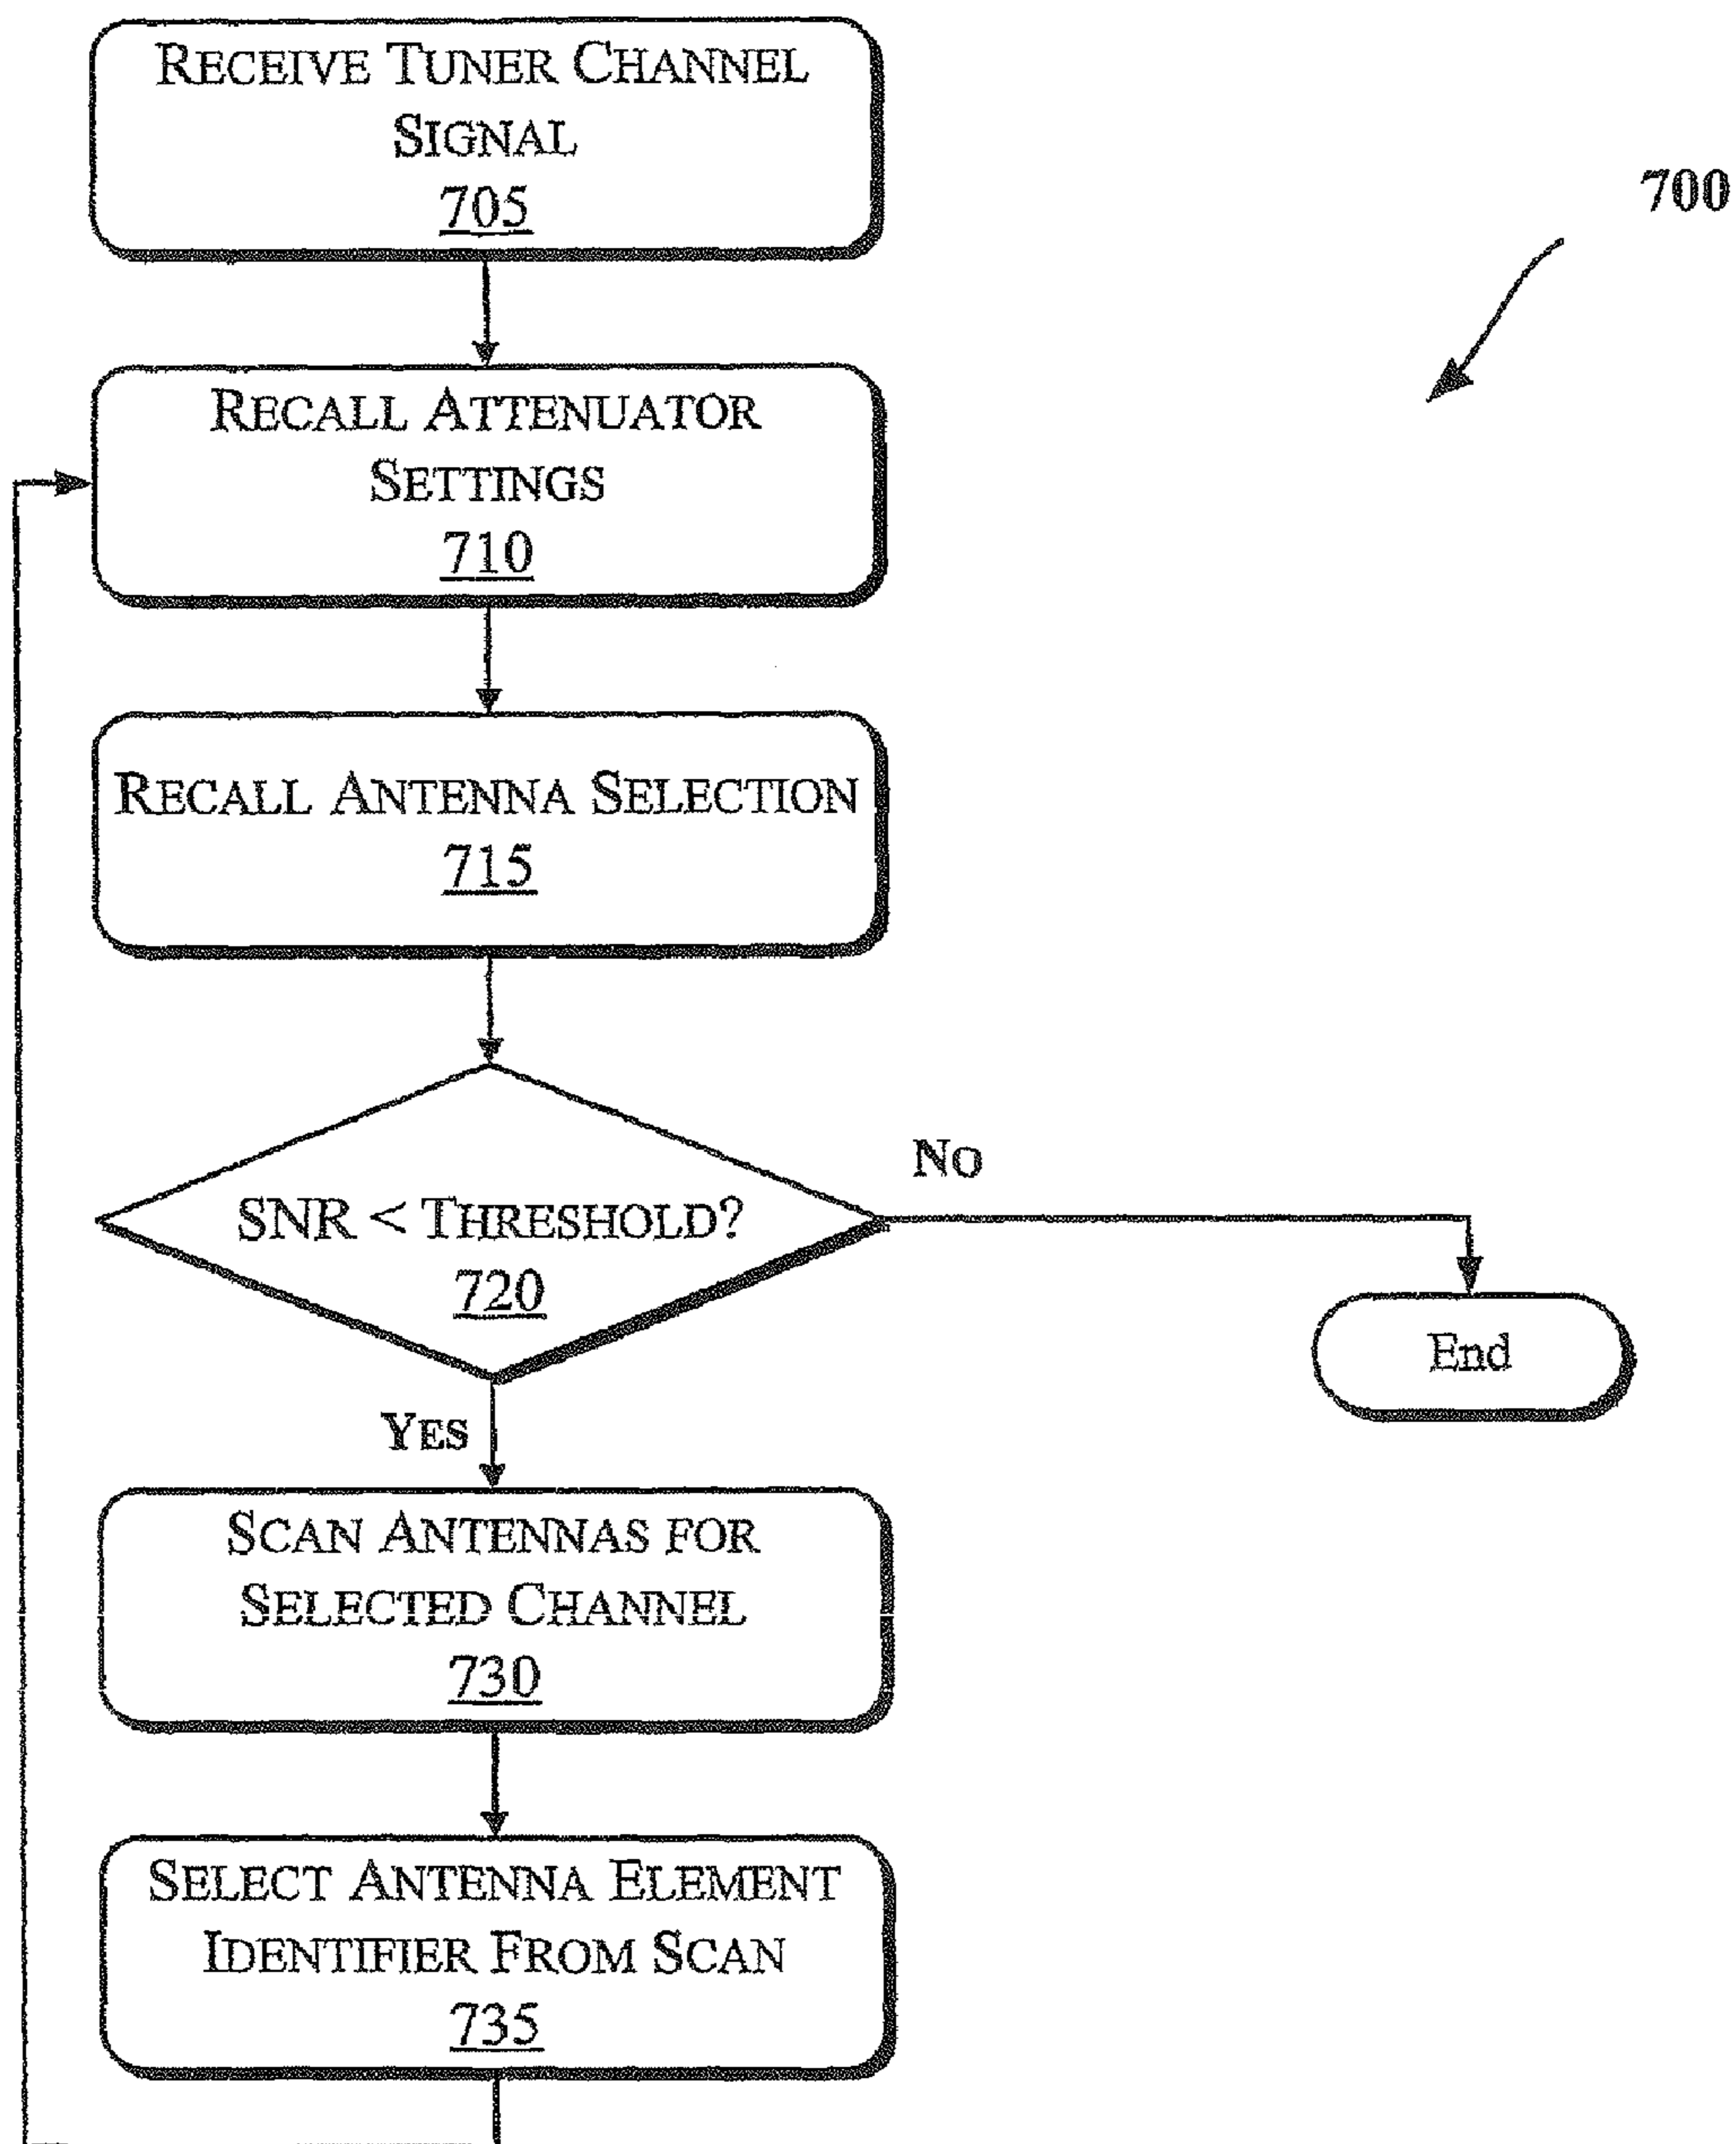 RECEIVE TUNER CHANNEL
SIGNAL
705
700
RECALL ATTENUATOR
SETTINGS
710
RECALL ANTENNA SELECTION
715
NO
SNR < THRESHOLD?
720
End
YES
SCAN ANTENNAS FOR
SELECTED CHANNEL
730
SELECT ANTENNA ELEMENT
IDENTIFIER FROM SCAN
735